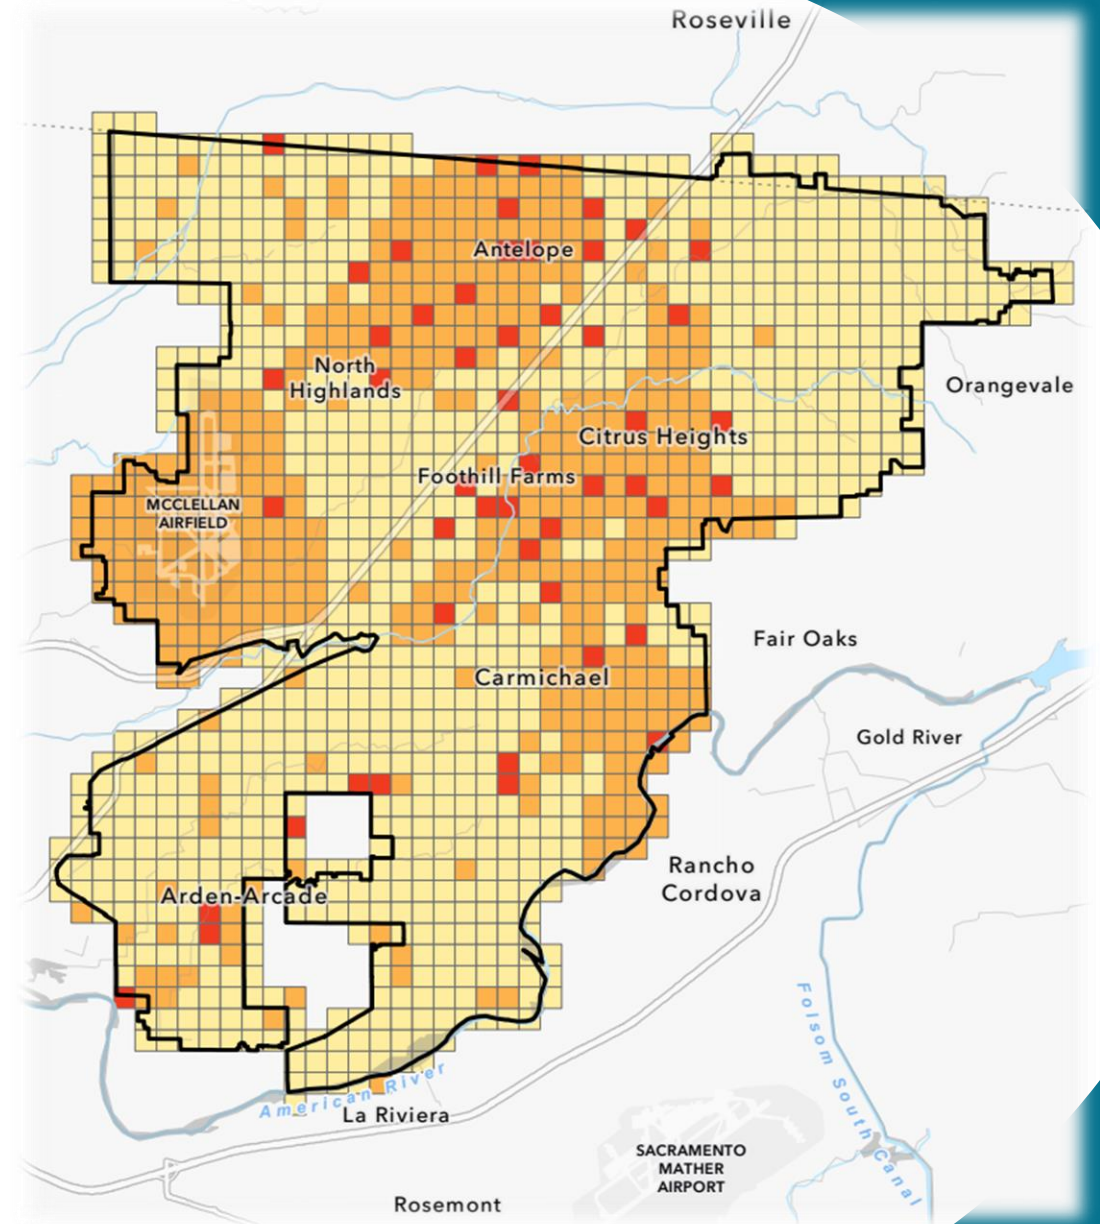 Roseville
Antelope
North
Highlands
Orangevale
Citrus Heights
Foothill Farms
MCCLELLAN
AIRFIELD
Fair Oaks
Carmichael
Gold River
Rancho
Cordova
Arden-Arcade
Folsom South Canal
American River
La Riviera
SACRAMENTO
MATHER
AIRPORT
Rosemont